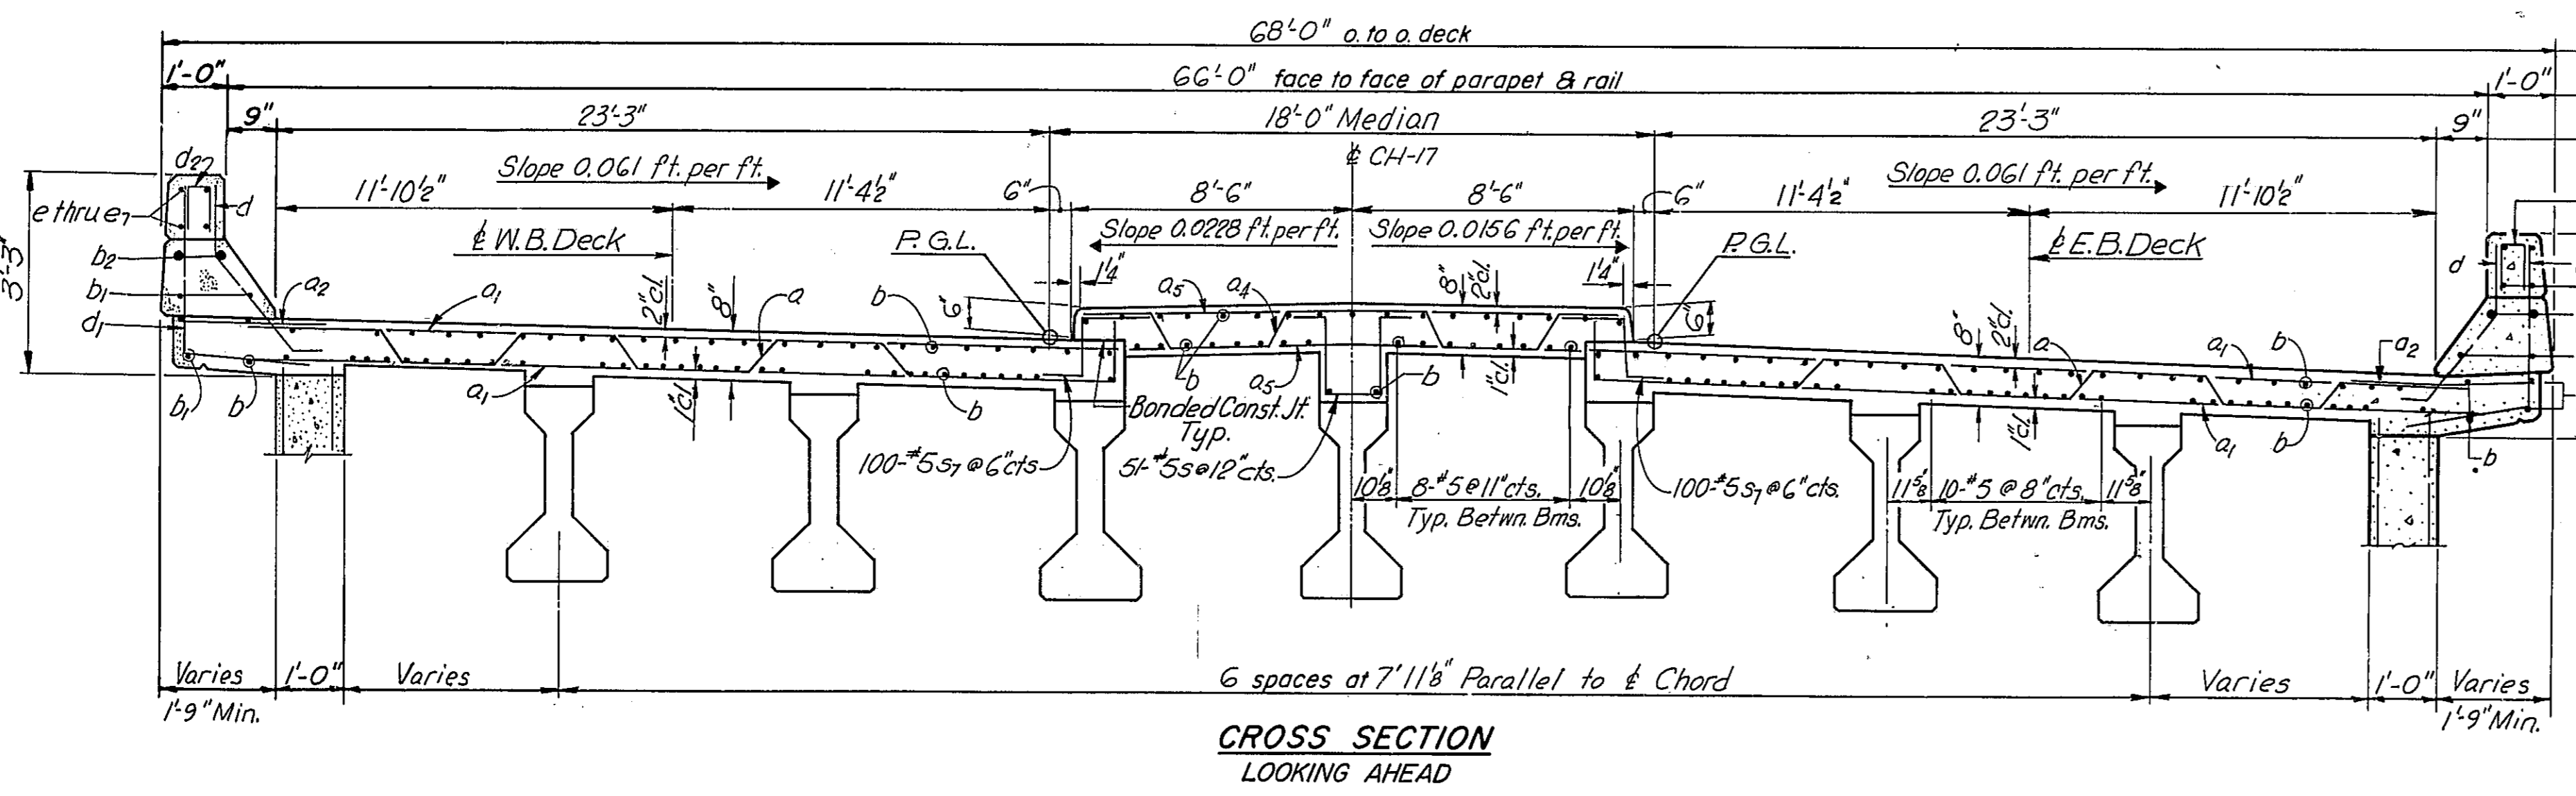 68'-0" o. to o. deck
1'-0" 66'-0" face to face of parapet & rail 1'-0"
9" 23'-3" 18'-0" Median 23'-3" 9"
℄ CH-17
d2 Slope 0.061 ft. per ft. Slope 0.061 ft. per ft.
11'-10½" 11'-4½" 6" 8'-6" 8'-6" 6" 11'-4½" 11'-10½"
e thru e7 d
℄ W.B. Deck P.G.L. Slope 0.0228 ft. per ft. Slope 0.0156 ft. per ft. P.G.L. ℄ E.B. Deck
3'-3" b2 1¼" 1¼" d
b1 a2 a1 2"cl. 8" a b 6" a5 a4 8" 2"cl. 6"
d1 8" 2"cl. a a1 b a2
b1 b a1 1"cl. b b a5 1"cl. b 1"cl. a1 b b
Bonded Const. Jt.
Typ.
100-#5 s7 @ 6" cts. 51-#5 s @ 12" cts. 100-#5 s7 @ 6" cts.
10⅛" 8-#5 @ 11" cts. 10⅛" 11⅝" 10-#5 @ 8" cts. 11⅝"
Typ. Betwn. Bms. Typ. Betwn. Bms.
Varies 1'-0" Varies 6 spaces at 7'11⅛" Parallel to ℄ Chord Varies 1'-0" Varies
1'-9" Min. 1'-9" Min.
CROSS SECTION
LOOKING AHEAD